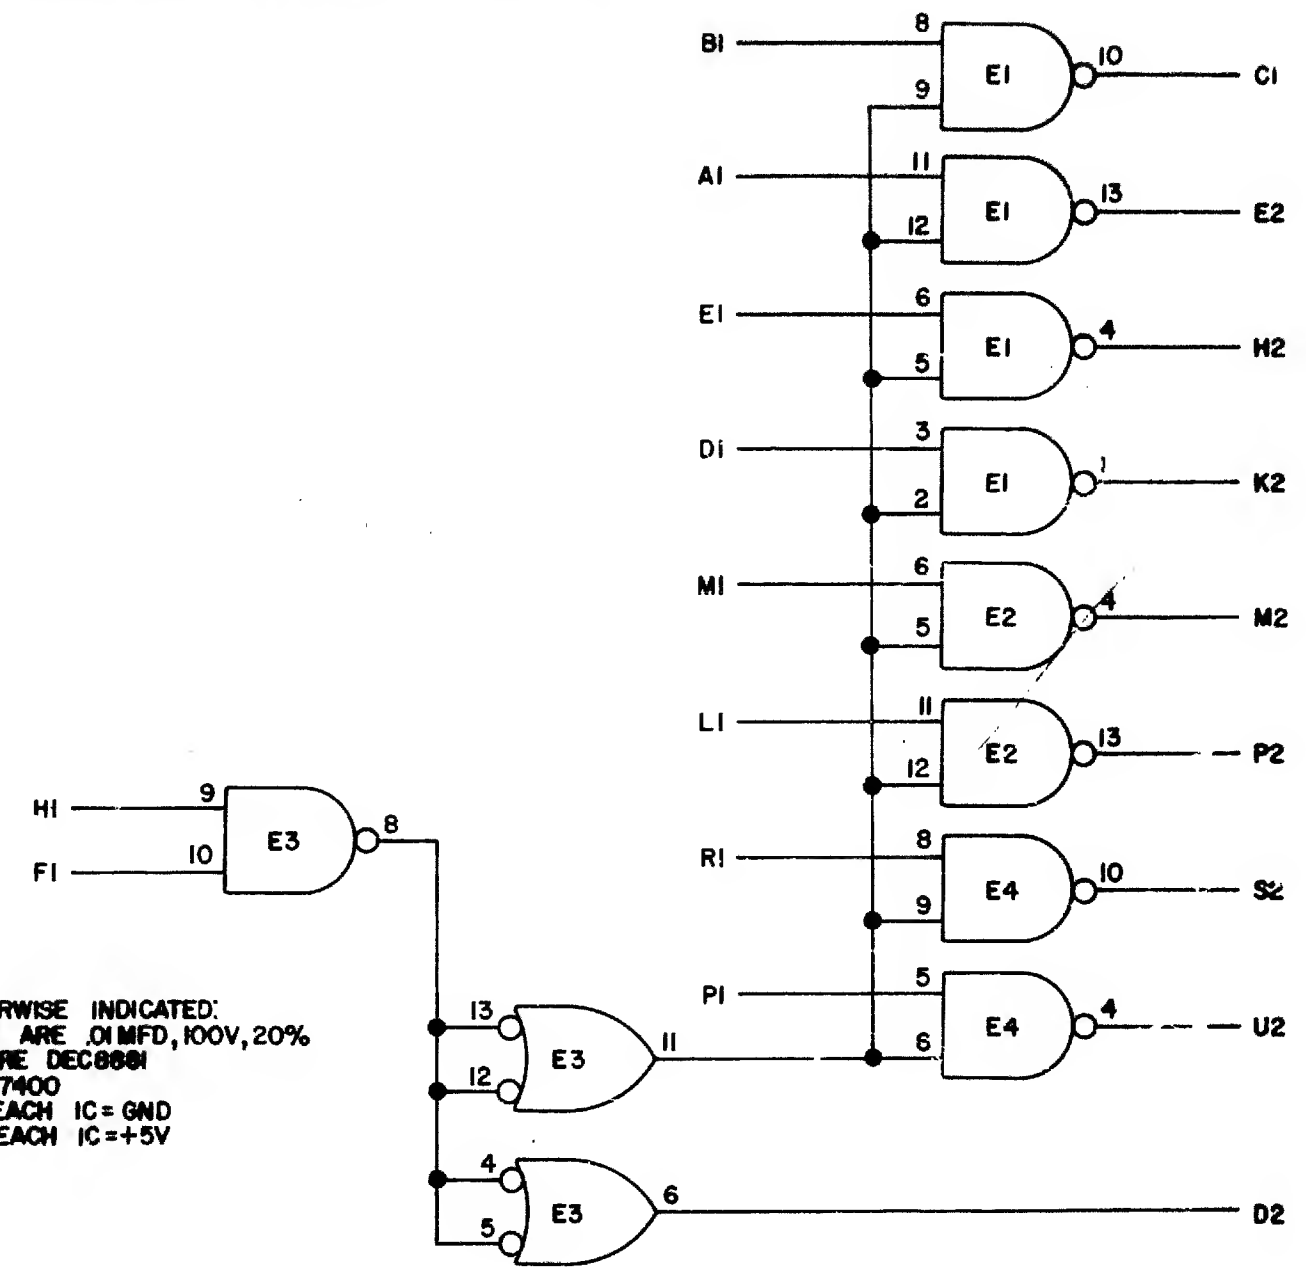 B1 8 E1 10 C1
9
A1 11 E1 13 E2
12
E1 6 E1 4 H2
5
D1 3 E1 1 K2
2
M1 6 E2 4 M2
5
L1 11 E2 13 P2
12
H1 9 E3 8
F1 10
R1 8 E4 10 S2
9
P1 5 E4 4 U2
6
13 E3 11
12
4 E3 6 D2
5
RWISE INDICATED:
ARE .01MFD, 100V, 20%
RE DEC8881
7400
EACH IC = GND
EACH IC = +5V